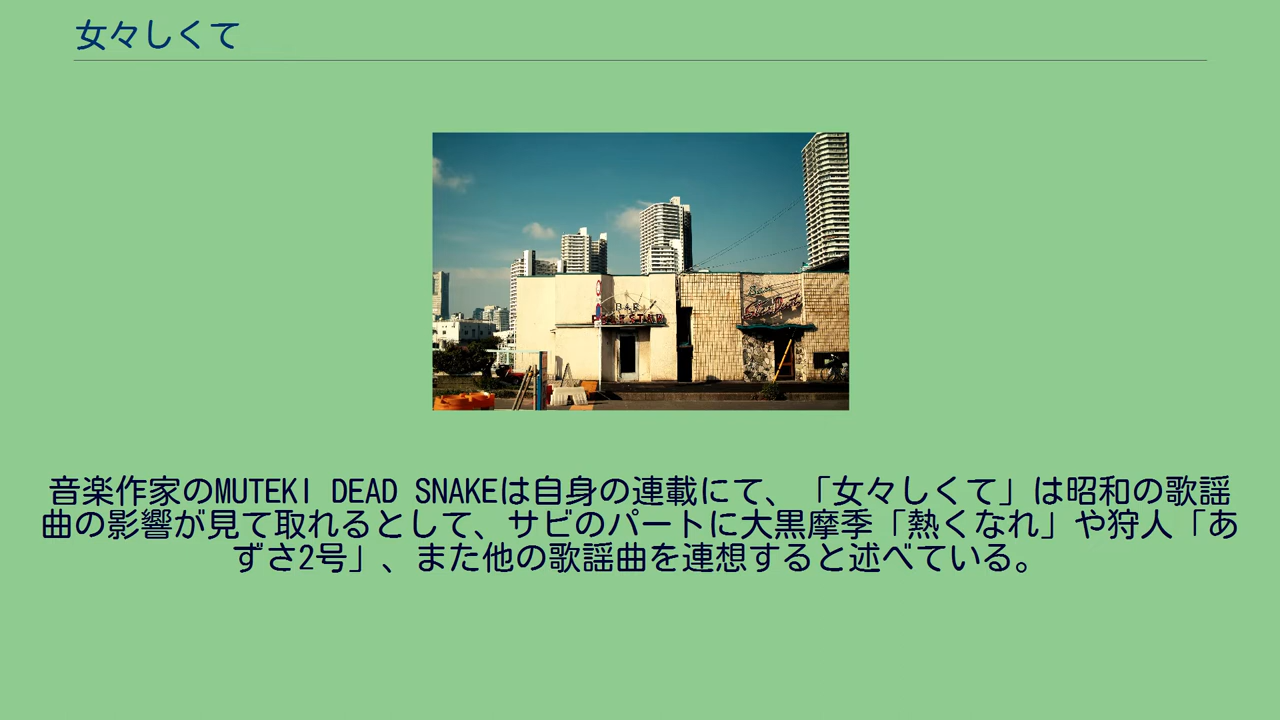 女々しくて
BAR
音楽作家のMUTEKI DEAD SNAKEは自身の連載にて、「女々しくて」は昭和の歌謡
曲の影響が見て取れるとして、サビのパートに大黒摩季「熱くなれ」や狩人「あ
ずさ2号」、また他の歌謡曲を連想すると述べている。